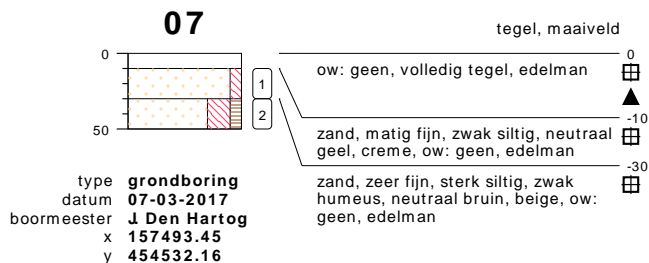 07
tegel, maaiveld
0
0
ow: geen, volledig tegel, edelman
1
-10
2
zand, matig fijn, zwak siltig, neutraal
geel, creme, ow: geen, edelman
50
-30
zand, zeer fijn, sterk siltig, zwak
humeus, neutraal bruin, beige, ow:
geen, edelman
type grondboring
datum 07-03-2017
boormeester J Den Hartog
x 157493.45
y 454532.16